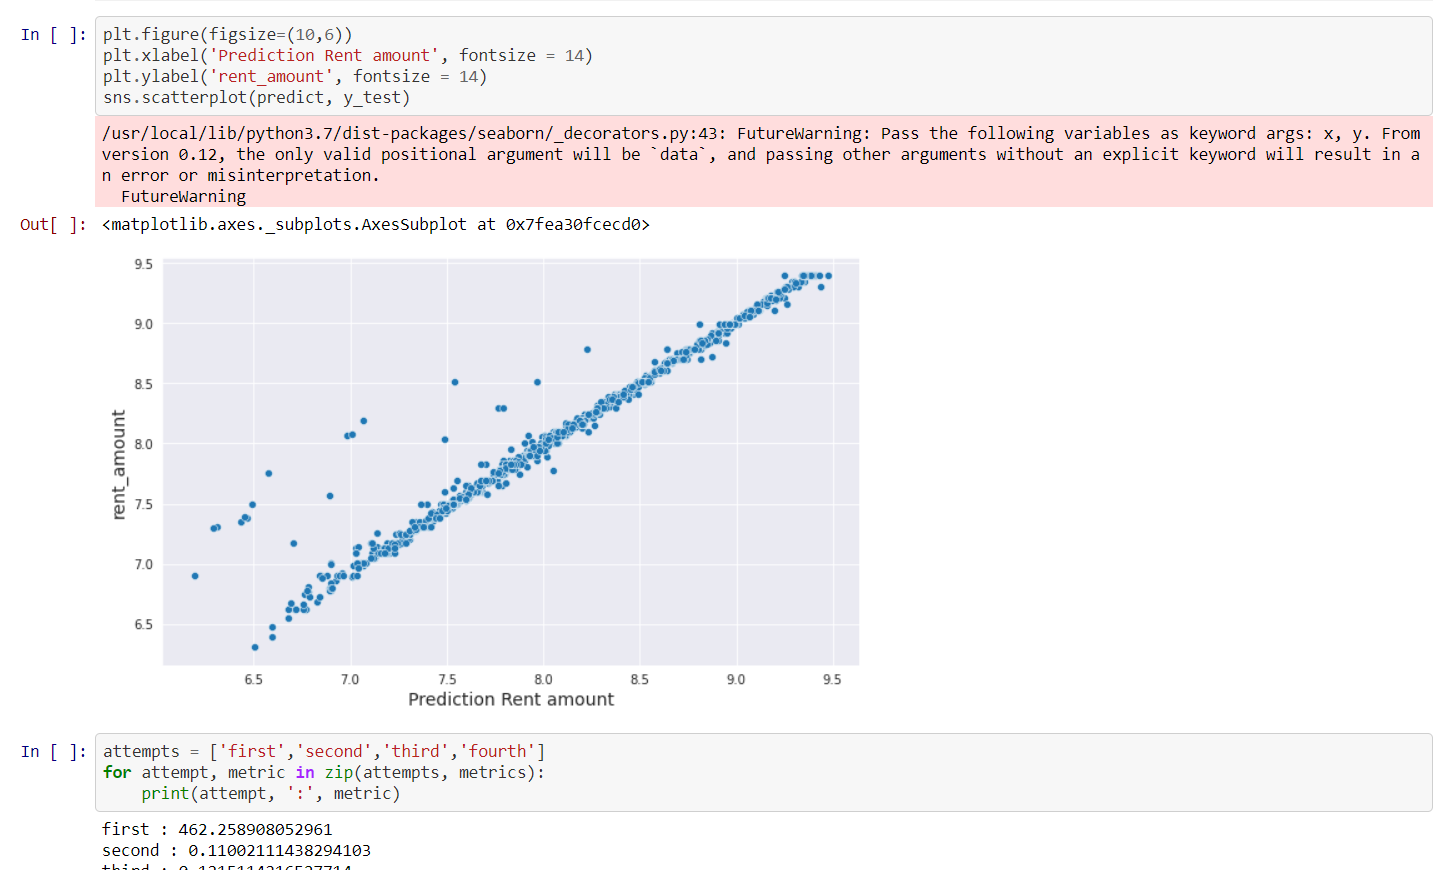 In [ ]: plt.figure(figsize=(10,6))
plt.xlabel('Prediction Rent amount', fontsize = 14)
plt.ylabel('rent_amount', fontsize = 14)
sns.scatterplot(predict, y_test)
/usr/local/lib/python3.7/dist-packages/seaborn/_decorators.py:43: FutureWarning: Pass the following variables as keyword args: x, y. From
version 0.12, the only valid positional argument will be `data`, and passing other arguments without an explicit keyword will result in a
n error or misinterpretation.
FutureWarning
Out[ ]: <matplotlib.axes._subplots.AxesSubplot at 0x7fea30fcecd0>
9.5
9.0
8.5
8.0
7.5
7.0
6.5
rent_amount
6.5 7.0 7.5 8.0 8.5 9.0 9.5
Prediction Rent amount
In [ ]: attempts = ['first','second','third','fourth']
for attempt, metric in zip(attempts, metrics):
print(attempt, ':', metric)
first : 462.258908052961
second : 0.11002111438294103